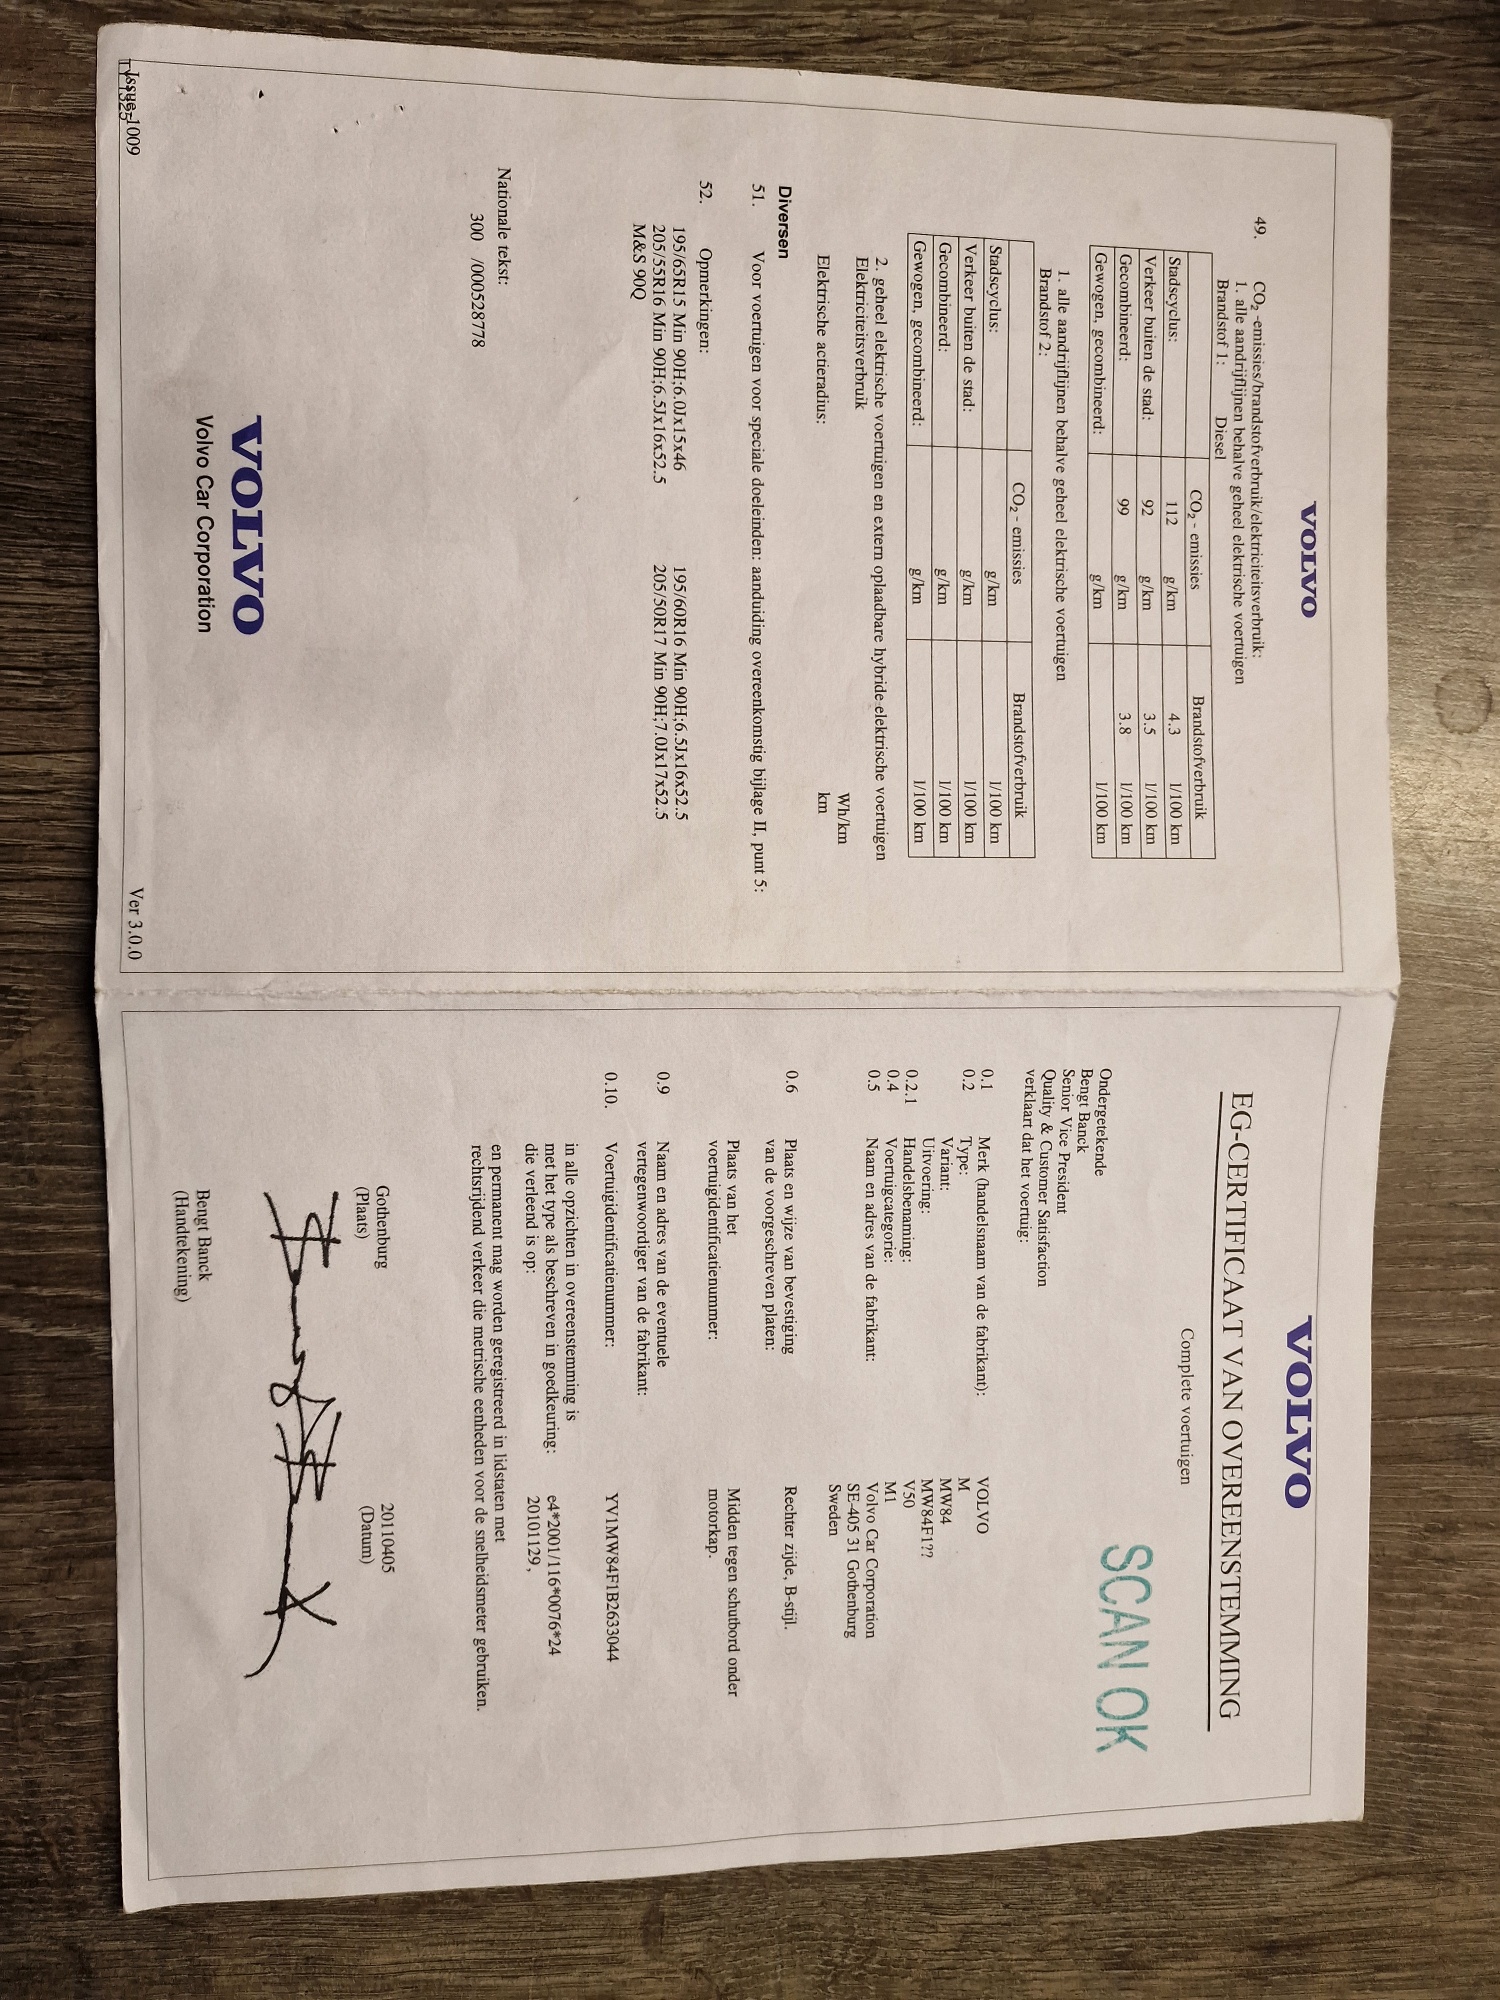 VOLVO
49. CO₂ -emissies/brandstofverbruik/elektriciteitsverbruik:
1. alle aandrijflijnen behalve geheel elektrische voertuigen
Brandstof 1: Diesel
CO₂ - emissies Brandstofverbruik
Stadscyclus: 112 g/km 4.3 l/100 km
Verkeer buiten de stad: 92 g/km 3.5 l/100 km
Gecombineerd: 99 g/km 3.8 l/100 km
Gewogen, gecombineerd: g/km l/100 km
1. alle aandrijflijnen behalve geheel elektrische voertuigen
Brandstof 2:
CO₂ - emissies Brandstofverbruik
Stadscyclus: g/km l/100 km
Verkeer buiten de stad: g/km l/100 km
Gecombineerd: g/km l/100 km
Gewogen, gecombineerd: g/km l/100 km
2. geheel elektrische voertuigen en extern oplaadbare hybride elektrische voertuigen
Elektriciteitsverbruik Wh/km
Elektrische actieradius: km
Diversen
51. Voor voertuigen voor speciale doeleinden: aanduiding overeenkomstig bijlage II, punt 5:
52. Opmerkingen:
195/65R15 Min 90H;6.0Jx15x46 195/60R16 Min 90H;6.5Jx16x52.5
205/55R16 Min 90H;6.5Jx16x52.5 205/50R17 Min 90H;7.0Jx17x52.5
M&S 90Q
Nationale tekst:
300 /000528778
VOLVO
Volvo Car Corporation
Issue-1009 Ver 3.0.0
VOLVO
EG-CERTIFICAAT VAN OVEREENSTEMMING
Complete voertuigen
SCAN OK
Ondergetekende
Bengt Banck
Senior Vice President
Quality & Customer Satisfaction
verklaart dat het voertuig:
0.1 Merk (handelsnaam van de fabrikant): VOLVO
0.2 Type: M
Variant: MW84
Uitvoering: MW84F1??
0.2.1 Handelsbenaming: V50
0.4 Voertuigcategorie: M1
0.5 Naam en adres van de fabrikant: Volvo Car Corporation
SE-405 31 Gothenburg
Sweden
0.6 Plaats en wijze van bevestiging Rechter zijde, B-stijl.
van de voorgeschreven platen:
Plaats van het Midden tegen schutbord onder
voertuigidentificatienummer: motorkap.
0.9 Naam en adres van de eventuele
vertegenwoordiger van de fabrikant:
0.10. Voertuigidentificatienummer: YV1MW84F1B2633044
in alle opzichten in overeenstemming is
met het type als beschreven in goedkeuring: e4*2001/116*0076*24
die verleend is op: 20101129,
en permanent mag worden geregistreerd in lidstaten met
rechtsrijdend verkeer die metrische eenheden voor de snelheidsmeter gebruiken.
Gothenburg 20110405
(Plaats) (Datum)
Bengt Banck
(Handtekening)